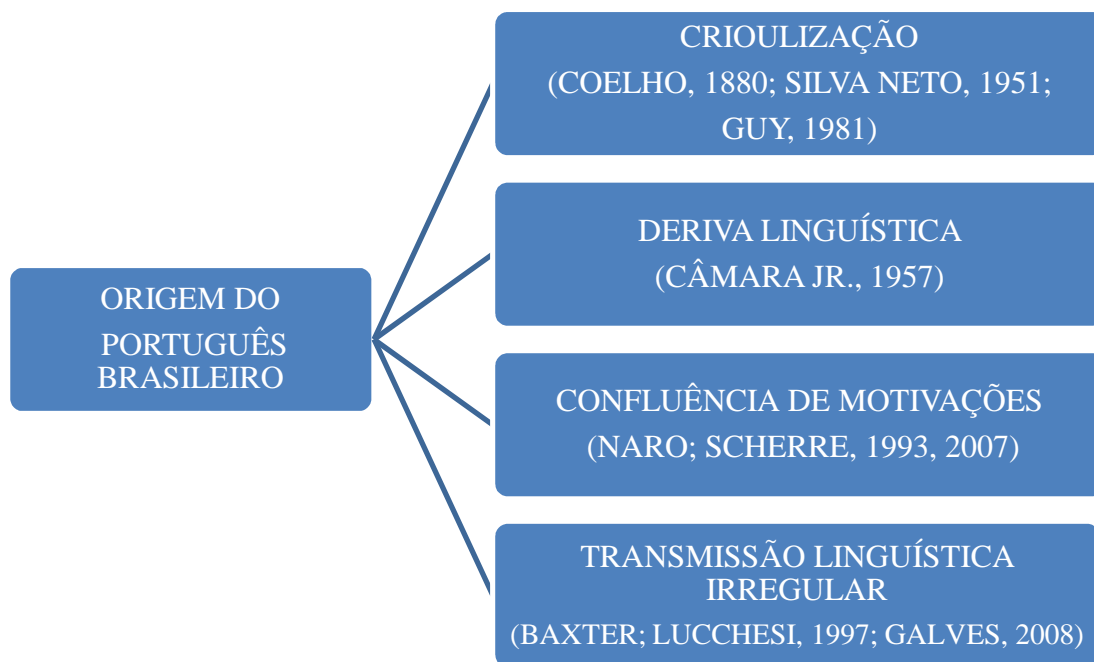 CRIOULIZAÇÃO
(COELHO, 1880; SILVA NETO, 1951;
GUY, 1981)
DERIVA LINGUÍSTICA
(CÂMARA JR., 1957)
ORIGEM DO
PORTUGUÊS
BRASILEIRO
CONFLUÊNCIA DE MOTIVAÇÕES
(NARO; SCHERRE, 1993, 2007)
TRANSMISSÃO LINGUÍSTICA
IRREGULAR
(BAXTER; LUCCHESI, 1997; GALVES, 2008)